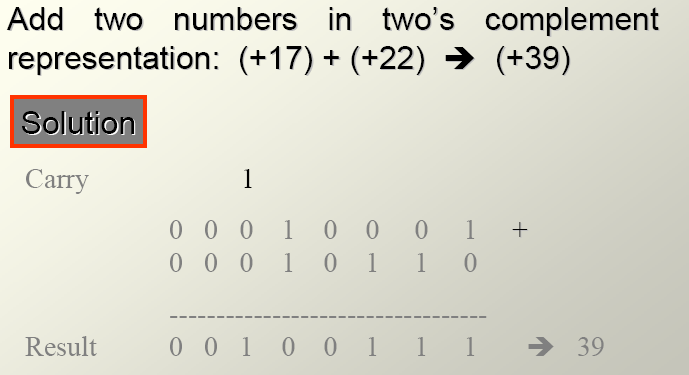 Add two numbers in two’s complement
representation: (+17) + (+22) ➔ (+39)
Solution
Carry 1
0 0 0 1 0 0 0 1 +
0 0 0 1 0 1 1 0
----------------------------------
Result 0 0 1 0 0 1 1 1 ➔ 39